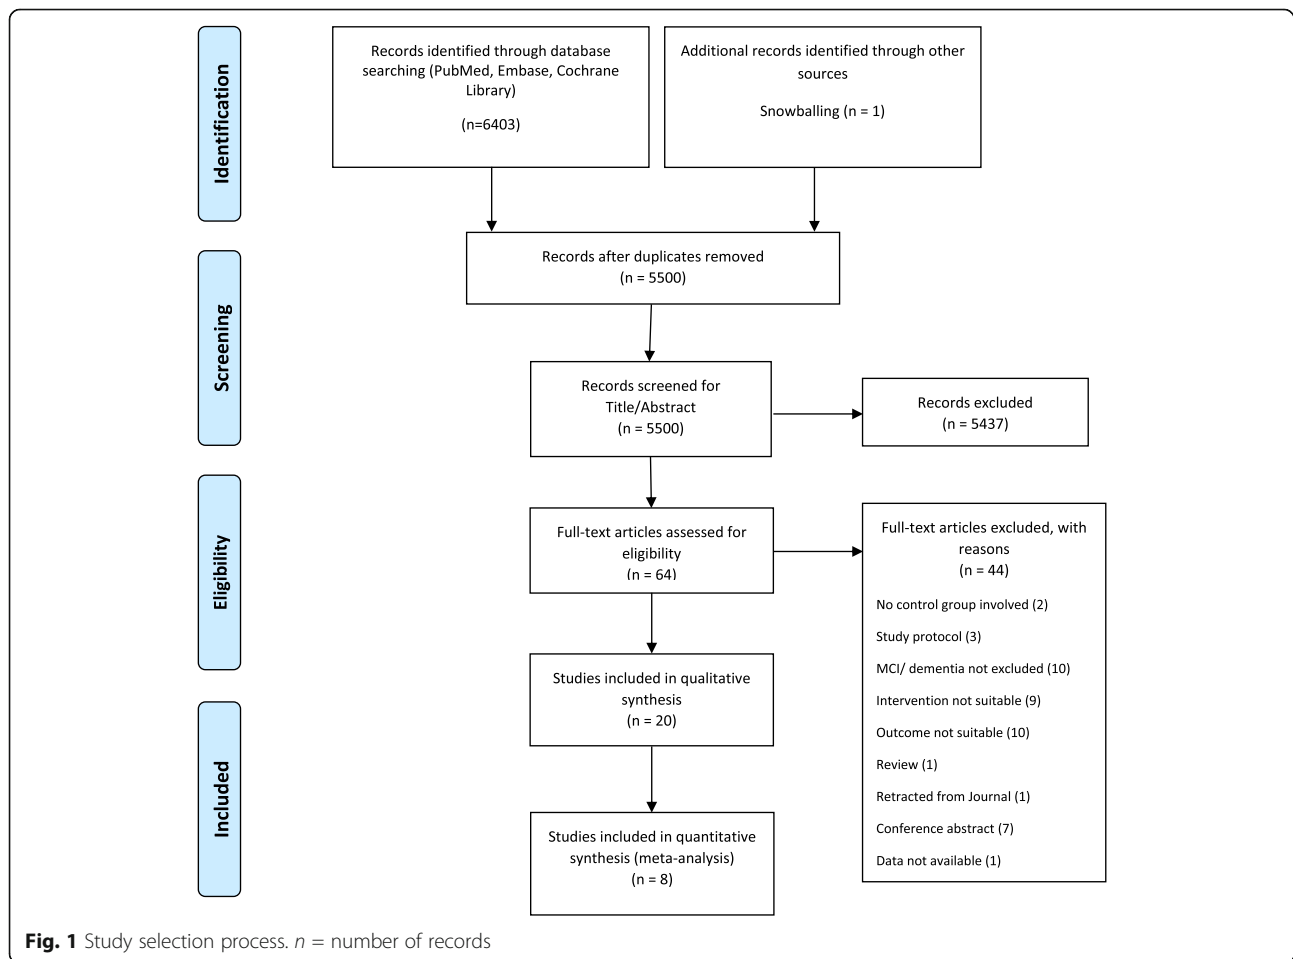 Identification
Records identified through database
searching (PubMed, Embase, Cochrane
Library)
(n=6403)
Additional records identified through other
sources
Snowballing (n = 1)
Screening
Records after duplicates removed
(n = 5500)
Records screened for
Title/Abstract
(n = 5500)
Records excluded
(n = 5437)
Eligibility
Full-text articles assessed for
eligibility
(n = 64)
Full-text articles excluded, with
reasons
(n = 44)
No control group involved (2)
Study protocol (3)
MCI/ dementia not excluded (10)
Intervention not suitable (9)
Outcome not suitable (10)
Review (1)
Retracted from Journal (1)
Conference abstract (7)
Data not available (1)
Studies included in qualitative
synthesis
(n = 20)
Included
Studies included in quantitative
synthesis (meta-analysis)
(n = 8)
Fig. 1 Study selection process. n = number of records